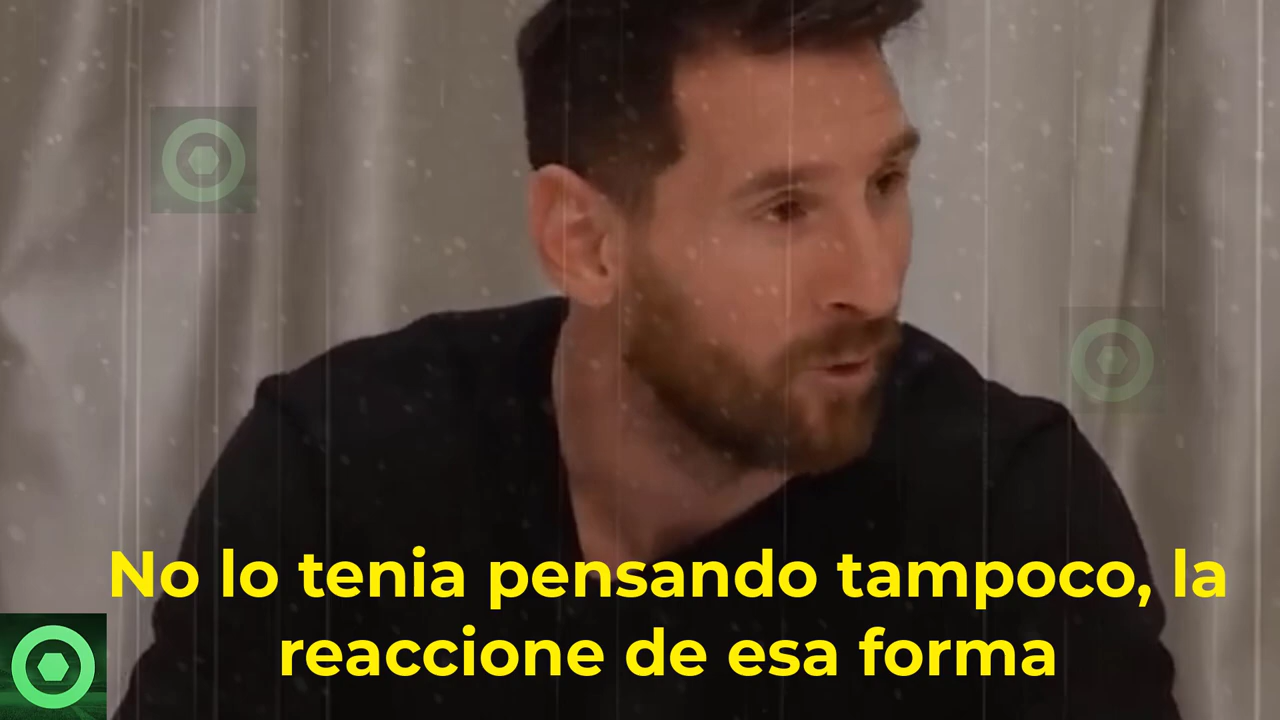 No lo tenia pensando tampoco, la
reaccione de esa forma